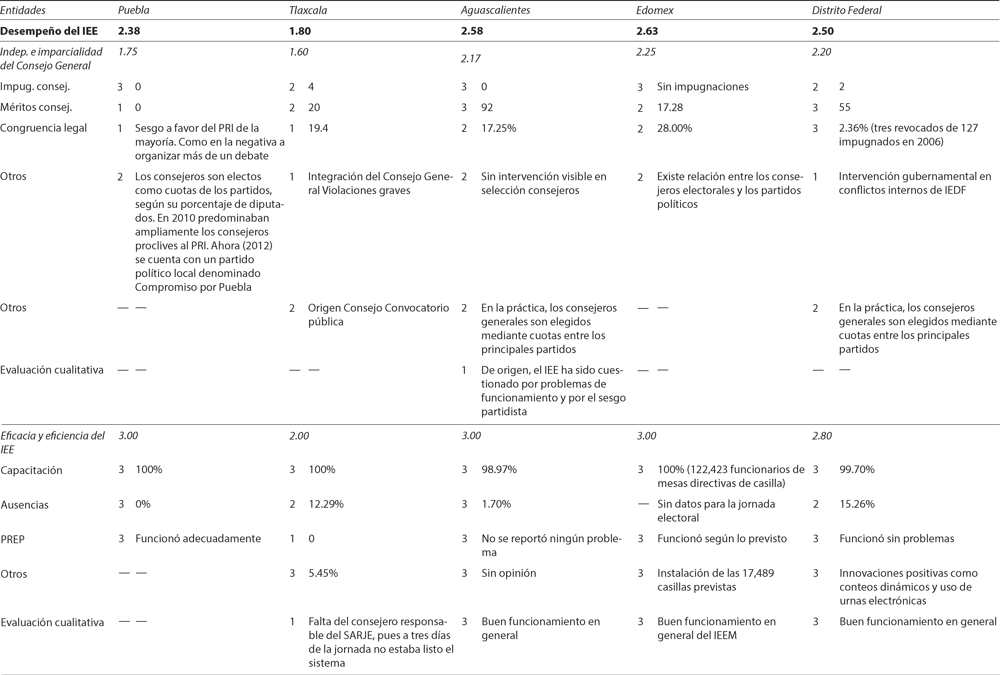 Entidades Puebla Tlaxcala Aguascalientes Edomex Distrito Federal
Desempeño del IEE 2.38 1.80 2.58 2.63 2.50
Indep. e imparcialidad
del Consejo General
1.75 1.60 2.17 2.25 2.20
Impug. consej. 3 0 2 4 3 0 3 Sin impugnaciones 2 2
Méritos consej. 1 0 2 20 3 92 2 17.28 3 55
Congruencia legal
1 Sesgo a favor del PRI de la
mayoría. Como en la negativa a
organizar más de un debate
1 19.4
2 17.25%
2 28.00%
3 2.36% (tres revocados de 127
impugnados en 2006)
Otros
2 Los consejeros son electos
como cuotas de los partidos,
según su porcentaje de diputa-
dos. En 2010 predominaban
ampliamente los consejeros
proclives al PRI. Ahora (2012)
se cuenta con un partido
político local denominado
Compromiso por Puebla
1 Integración del Consejo Gene-
ral Violaciones graves
2 Sin intervención visible en
selección consejeros
2 Existe relación entre los conse-
jeros electorales y los partidos
políticos
1 Intervención gubernamental en
conflictos internos de IEDF
Otros
— —
2 Origen Consejo Convocatorio
pública
2 En la práctica, los consejeros
generales son elegidos
mediante cuotas entre los
principales partidos
— —
2 En la práctica, los consejeros
generales son elegidos mediante
cuotas entre los principales
partidos
Evaluación cualitativa
— —
— —
1 De origen, el IEE ha sido cues-
tionado por problemas de
funcionamiento y por el sesgo
partidista
— —
— —
Eficacia y eficiencia del
IEE
3.00 2.00 3.00 3.00 2.80
Capacitación
3 100%
3 100%
3 98.97%
3 100% (122,423 funcionarios de
mesas directivas de casilla)
3 99.70%
Ausencias
3 0%
2 12.29%
3 1.70%
— Sin datos para la jornada
electoral
2 15.26%
PREP
3 Funcionó adecuadamente
1 0
3 No se reportó ningún proble-
ma
3 Funcionó según lo previsto
3 Funcionó sin problemas
Otros
— —
3 5.45%
3 Sin opinión
3 Instalación de las 17,489
casillas previstas
3 Innovaciones positivas como
conteos dinámicos y uso de
urnas electrónicas
Evaluación cualitativa
— —
1 Falta del consejero responsa-
ble del SARJE, pues a tres días
de la jornada no estaba listo el
sistema
3 Buen funcionamiento en
general
3 Buen funcionamiento en
general del IEEM
3 Buen funcionamiento en general